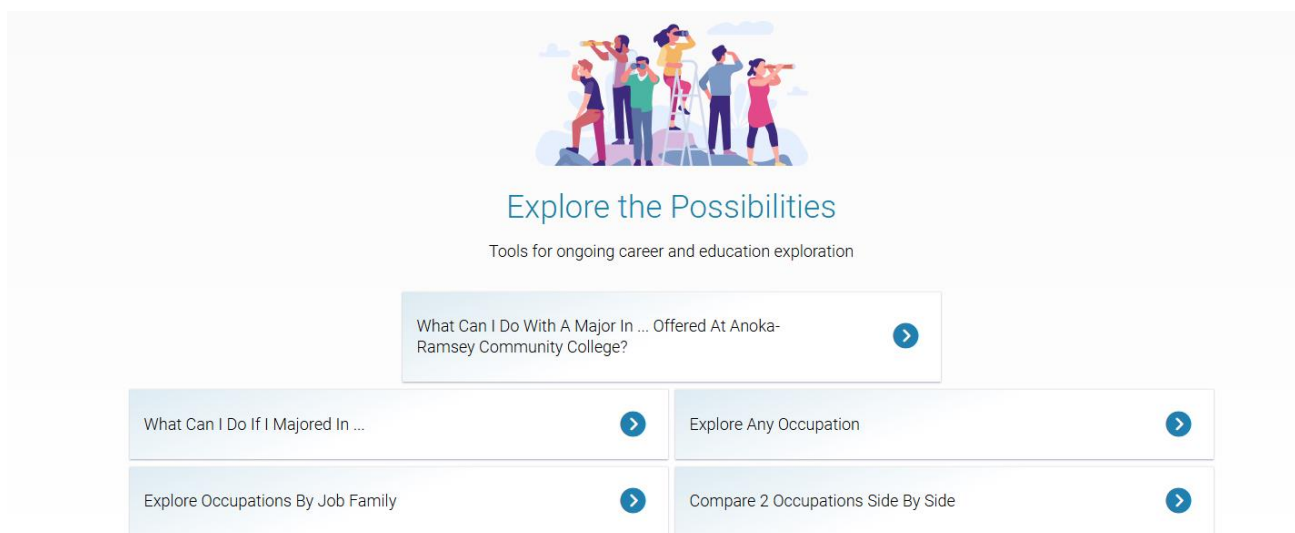 Explore the Possibilities
Tools for ongoing career and education exploration
What Can I Do With A Major In ... Offered At Anoka-
Ramsey Community College?
What Can I Do If I Majored In ...
Explore Any Occupation
Explore Occupations By Job Family
Compare 2 Occupations Side By Side